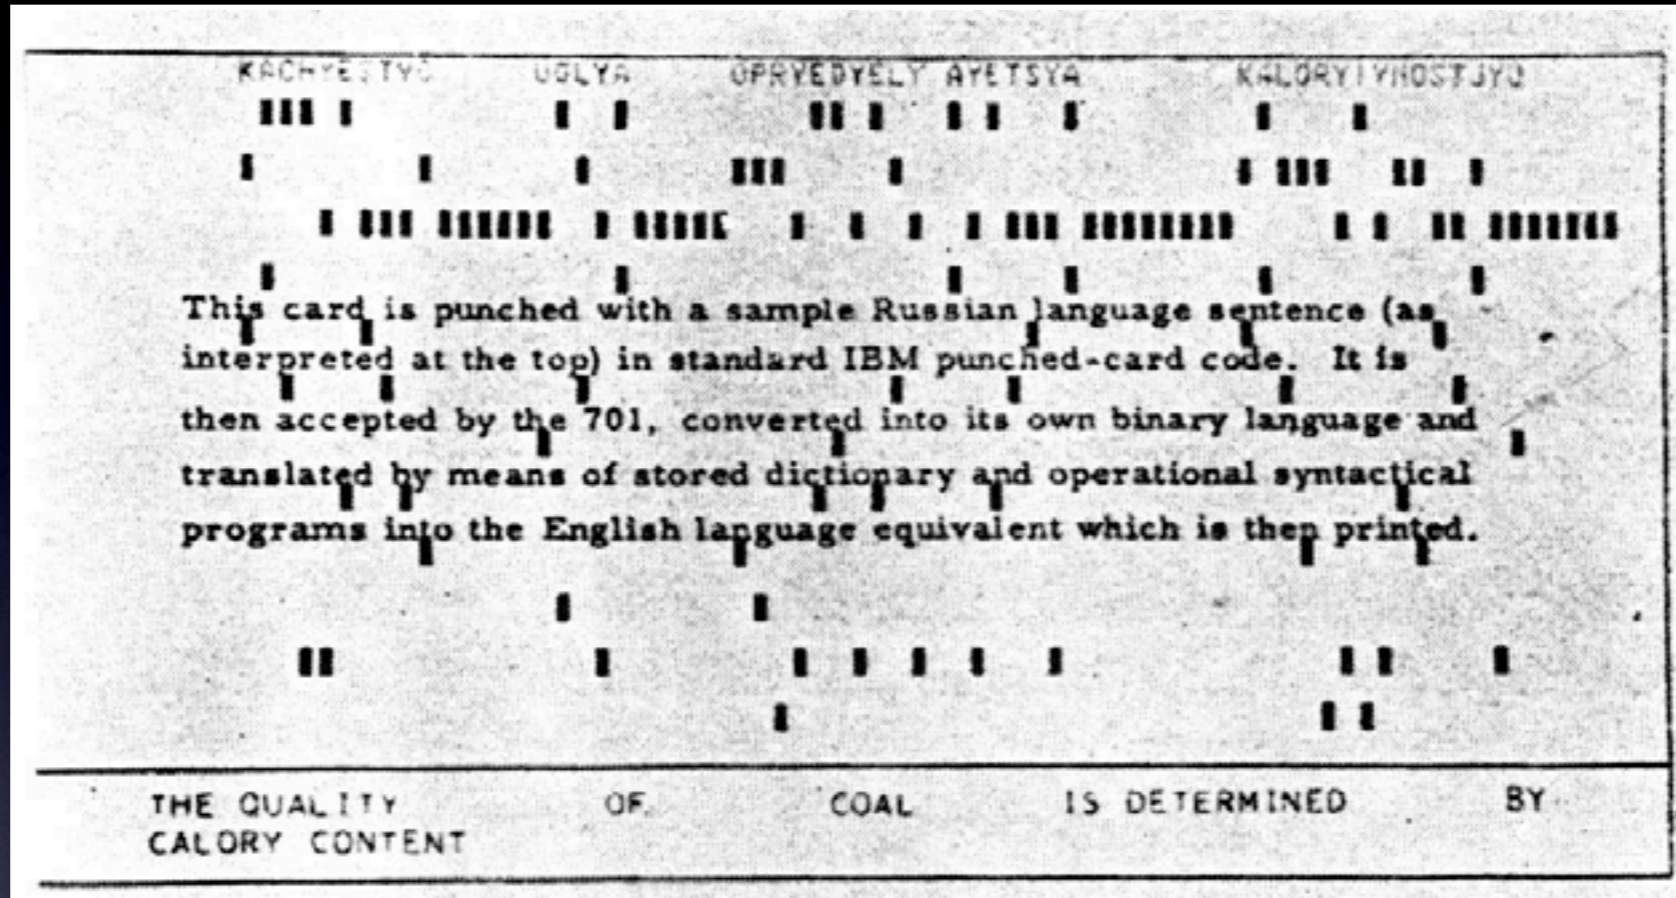 KACHYESTVO UGLYA OPRYEDYELY AYETSYA KALORYIYNOSTJYU
This card is punched with a sample Russian language sentence (as
interpreted at the top) in standard IBM punched-card code. It is
then accepted by the 701, converted into its own binary language and
translated by means of stored dictionary and operational syntactical
programs into the English language equivalent which is then printed.
THE QUALITY OF COAL IS DETERMINED BY
CALORY CONTENT